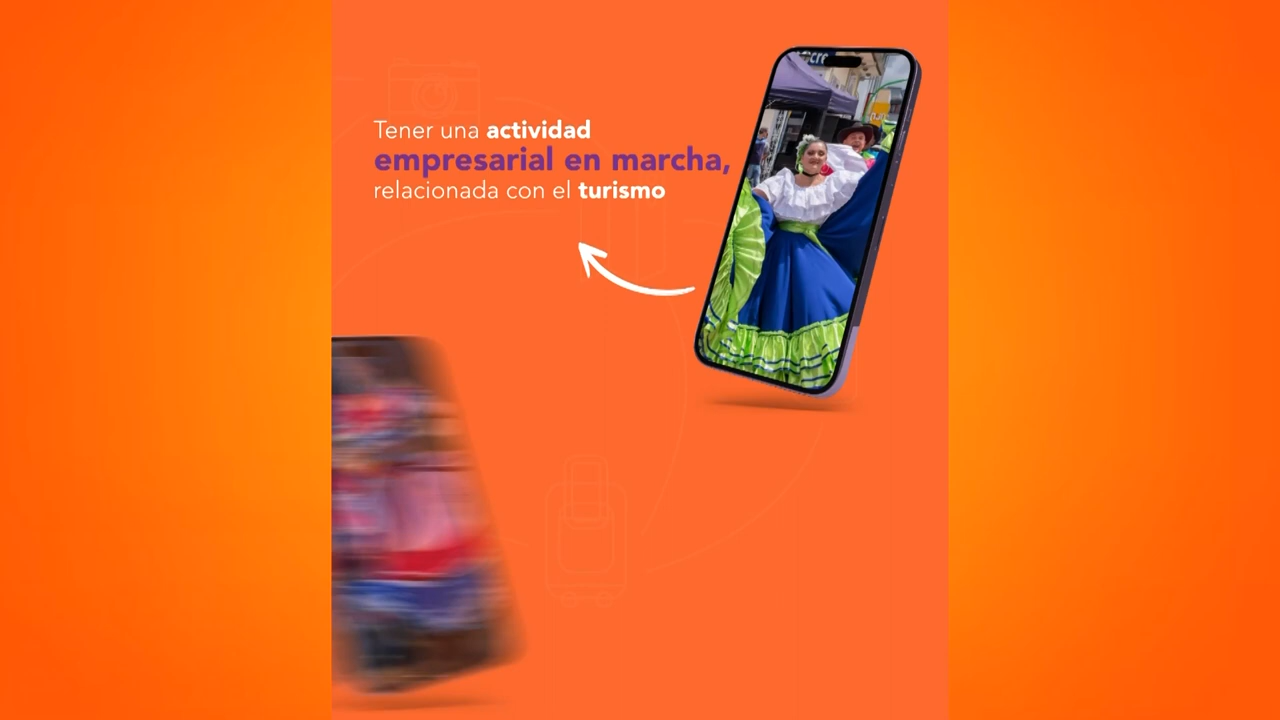 Tener una actividad
empresarial en marcha,
relacionada con el turismo